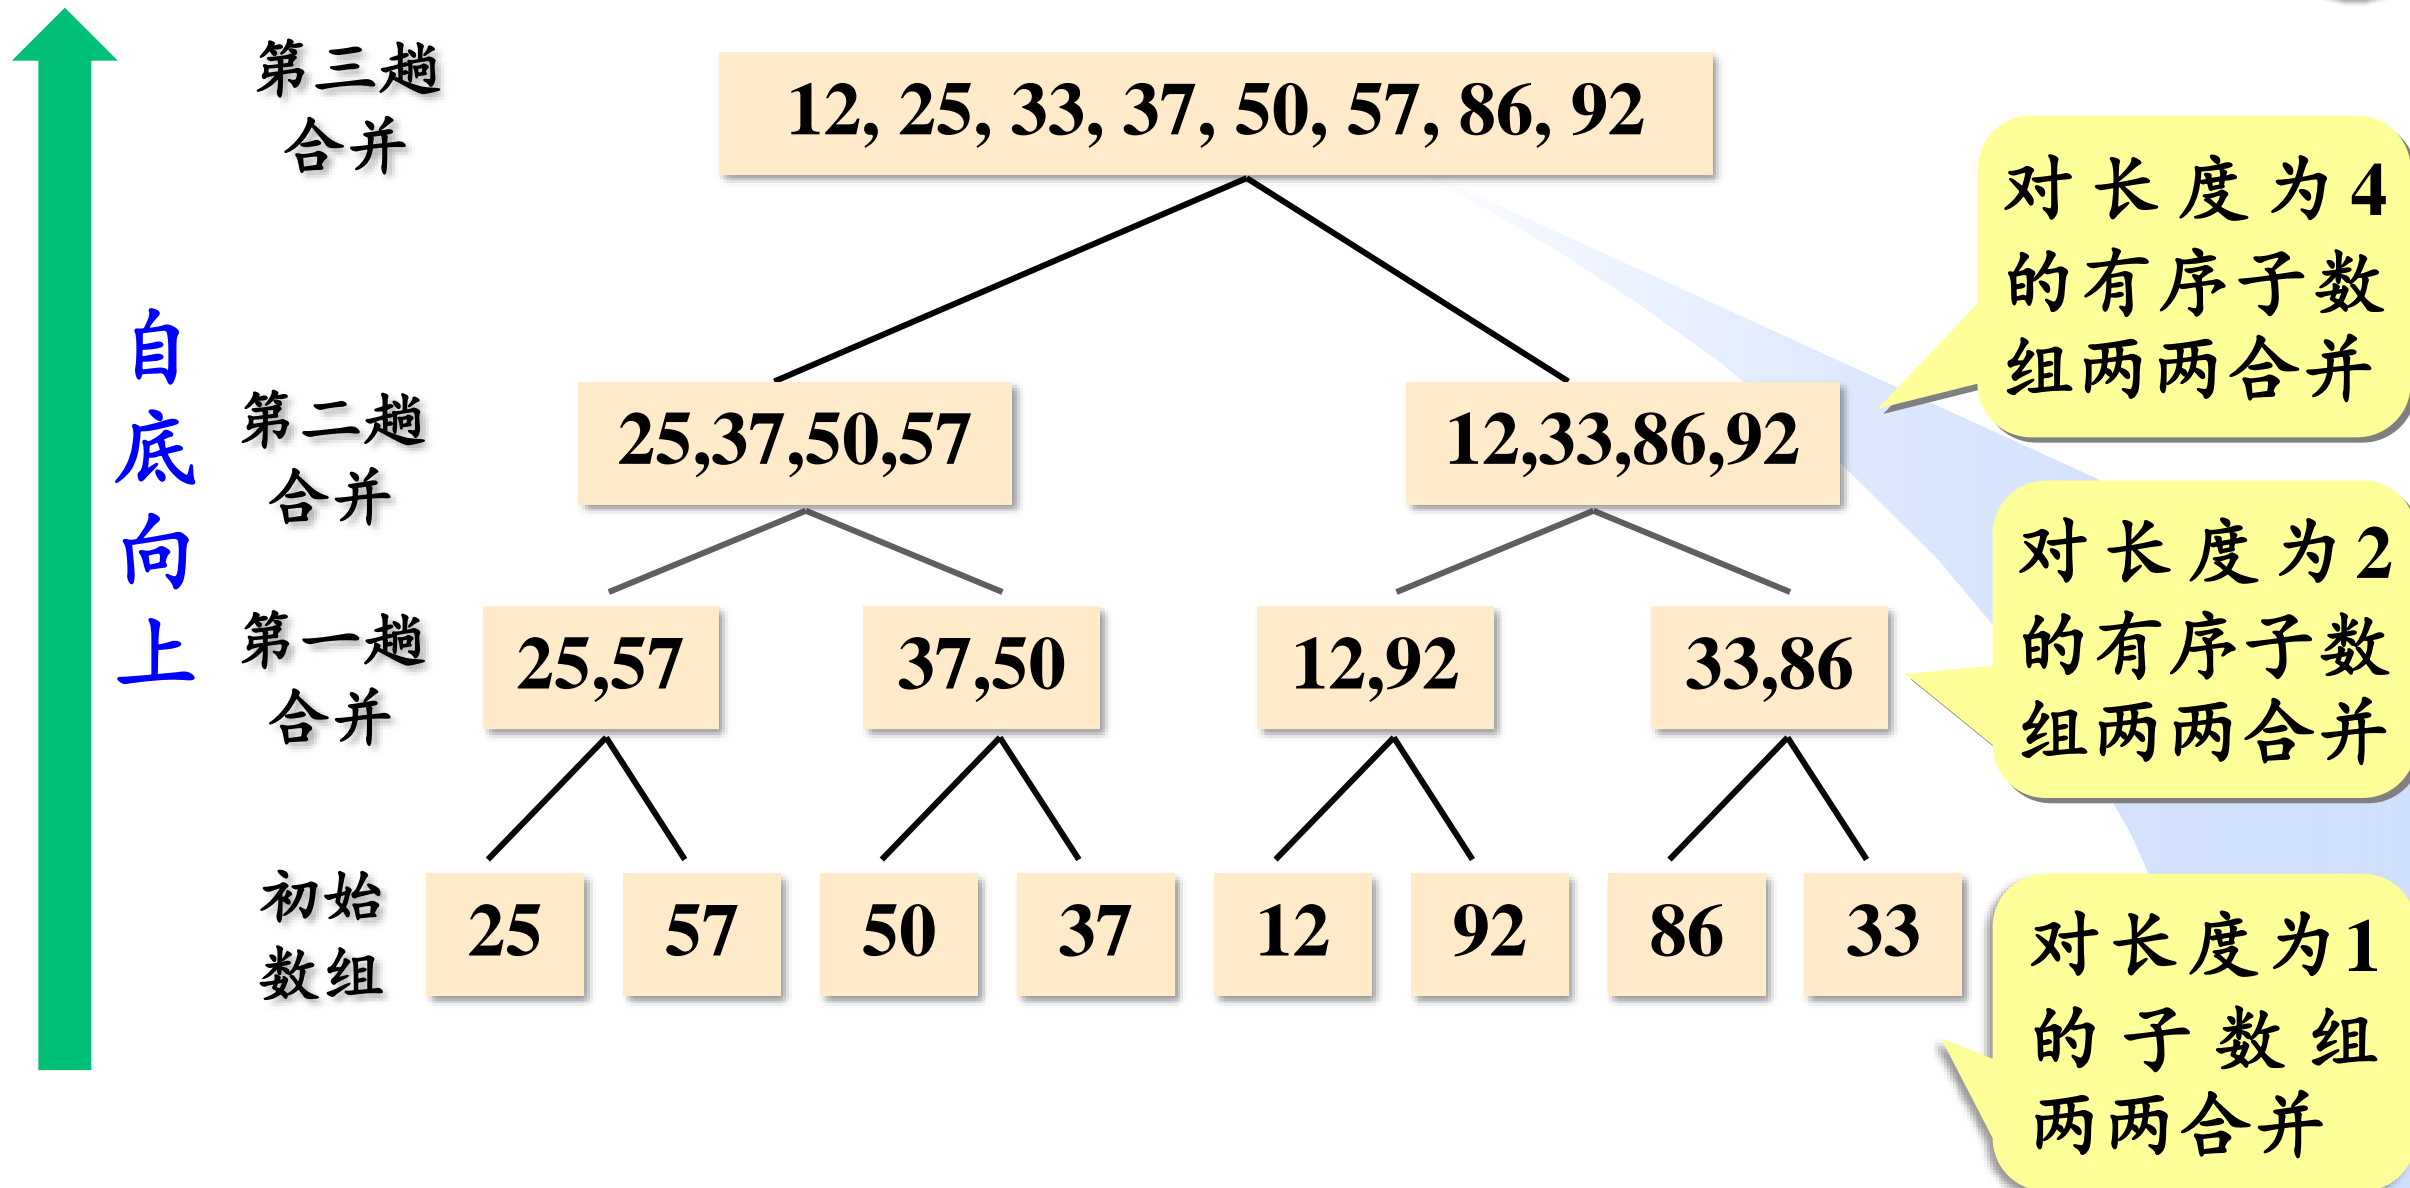 第三趟
合并
12, 25, 33, 37, 50, 57, 86, 92
对长度为4
的有序子数
组两两合并
自底向上
第二趟
合并
25,37,50,57
12,33,86,92
对长度为2
的有序子数
组两两合并
第一趟
合并
25,57
37,50
12,92
33,86
初始
数组
25
57
50
37
12
92
86
33
对长度为1
的子数组
两两合并